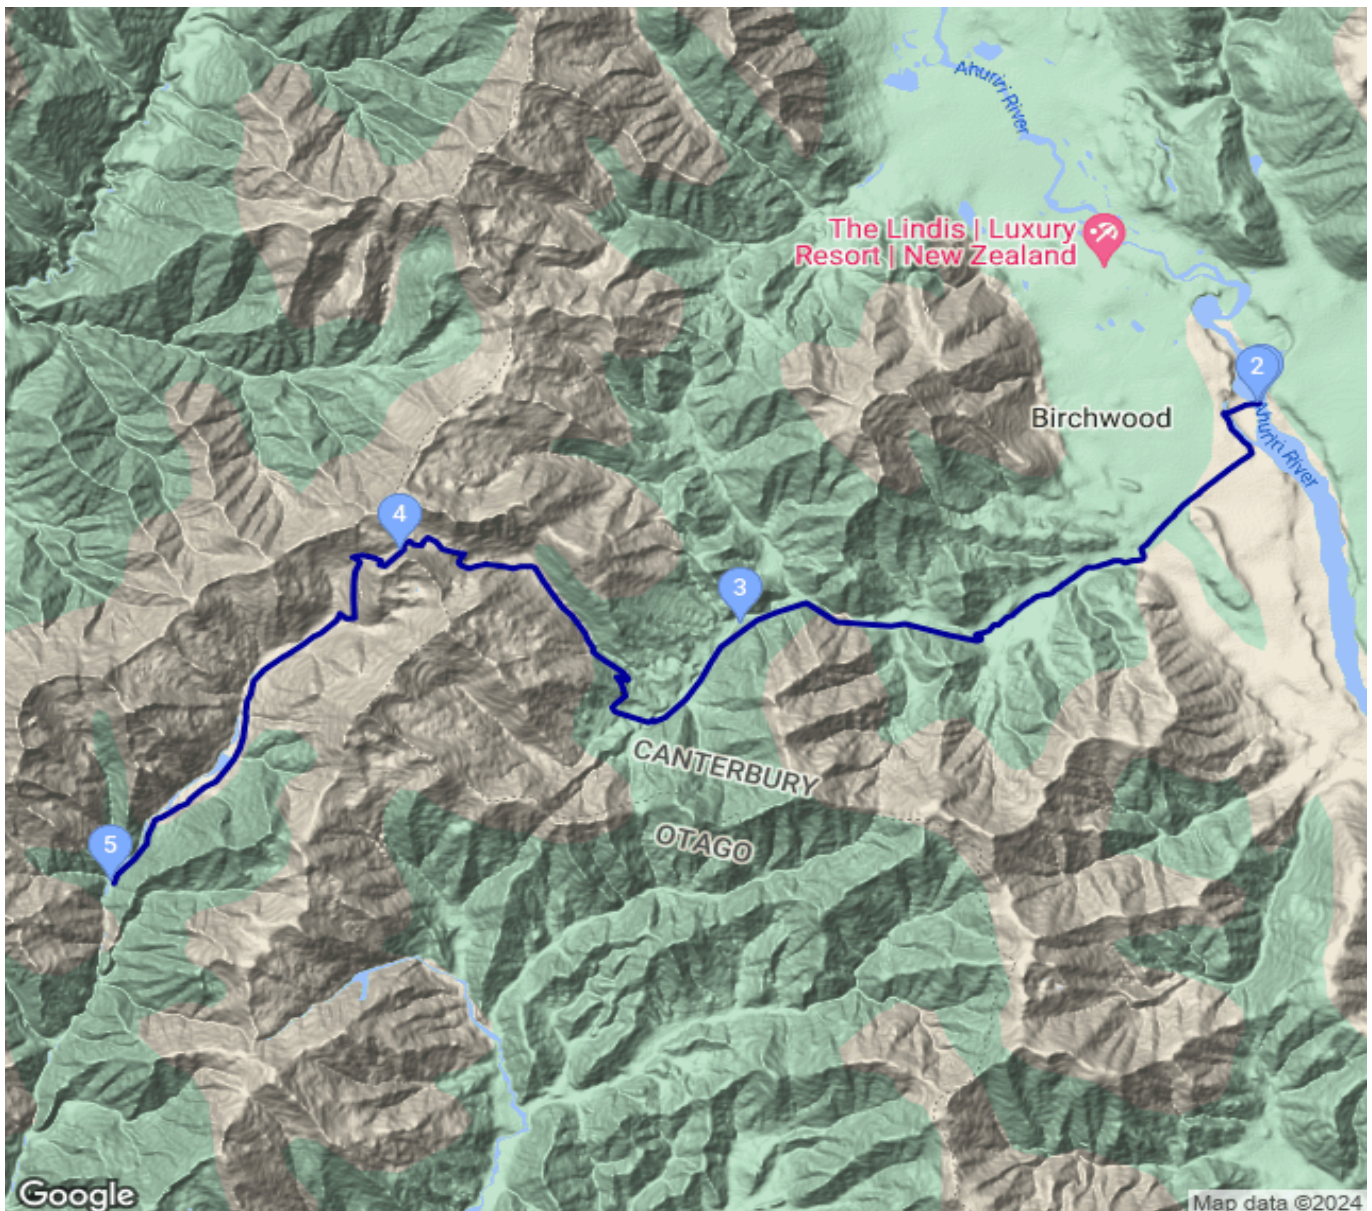 Ahuriri River
The Lindis | Luxury
Resort | New Zealand
2
Birchwood
Ahuriri River
4
3
CANTERBURY
OTAGO
5
Google
Map data ©2024